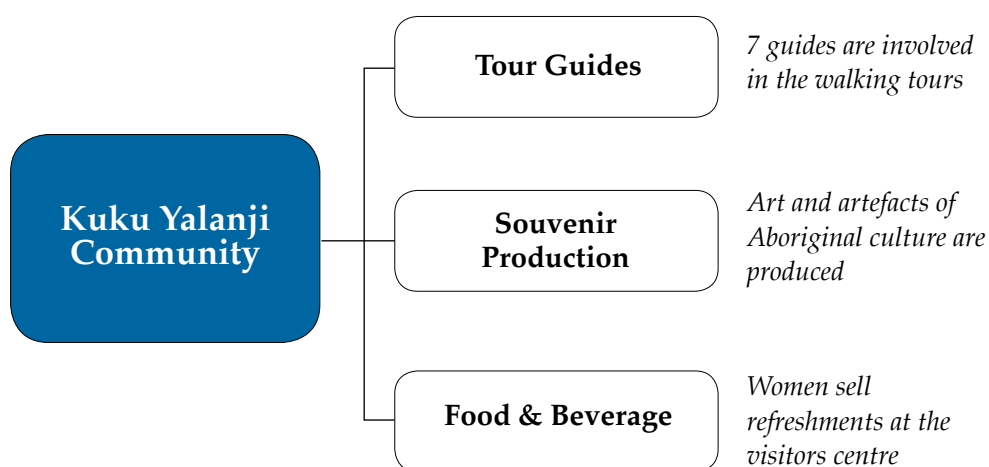 Kuku Yalanji
Community
Tour Guides
7 guides are involved
in the walking tours
Souvenir
Production
Art and artefacts of
Aboriginal culture are
produced
Food & Beverage
Women sell
refreshments at the
visitors centre